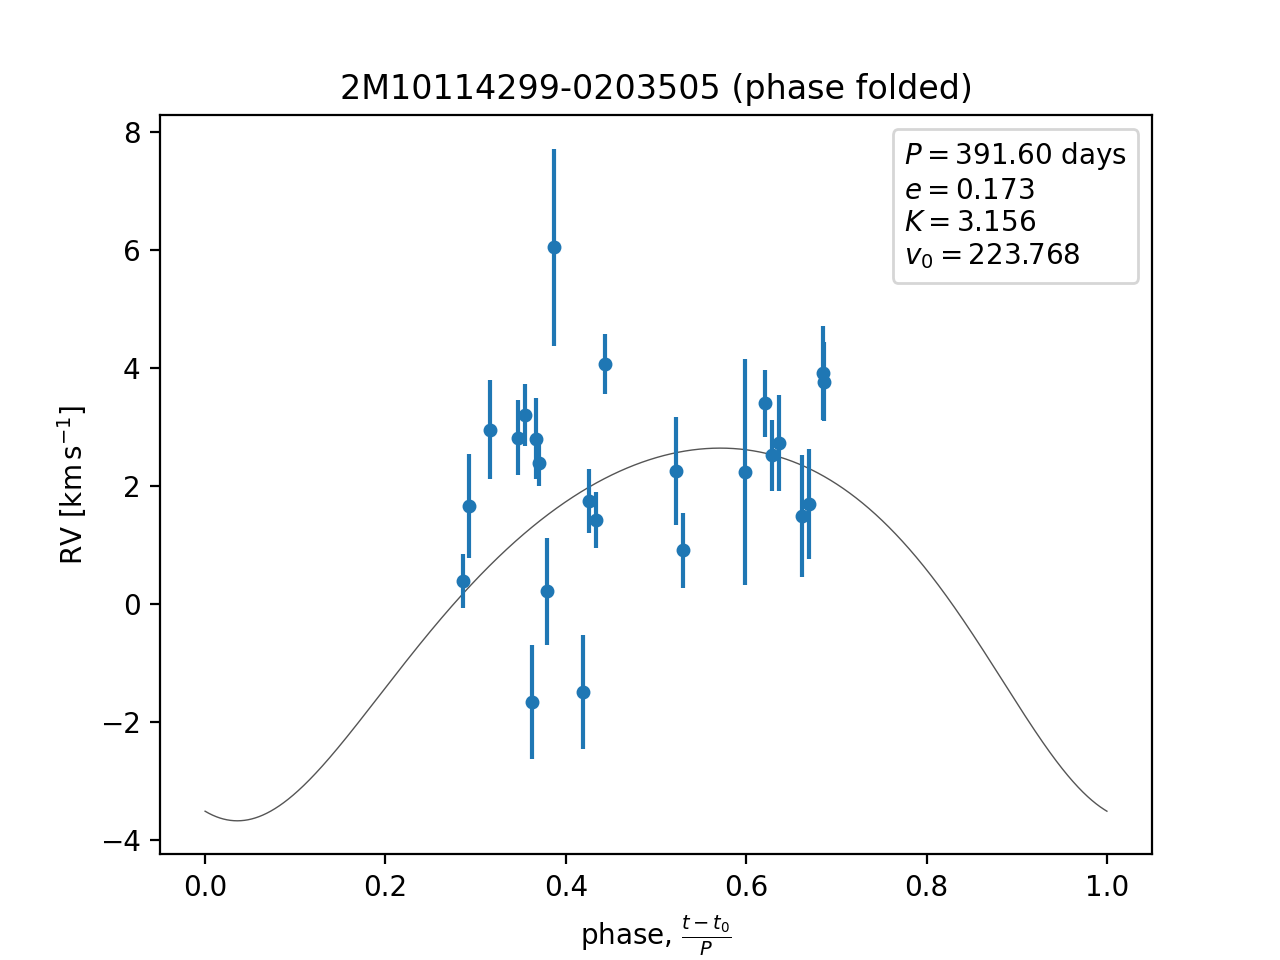 2M10114299-0203505 (phase folded)
P = 391.60 days
e = 0.173
K = 3.156
v₀ = 223.768
RV [km s⁻¹]
8
6
4
2
0
−2
−4
0.0 0.2 0.4 0.6 0.8 1.0
phase, (t − t₀)/P